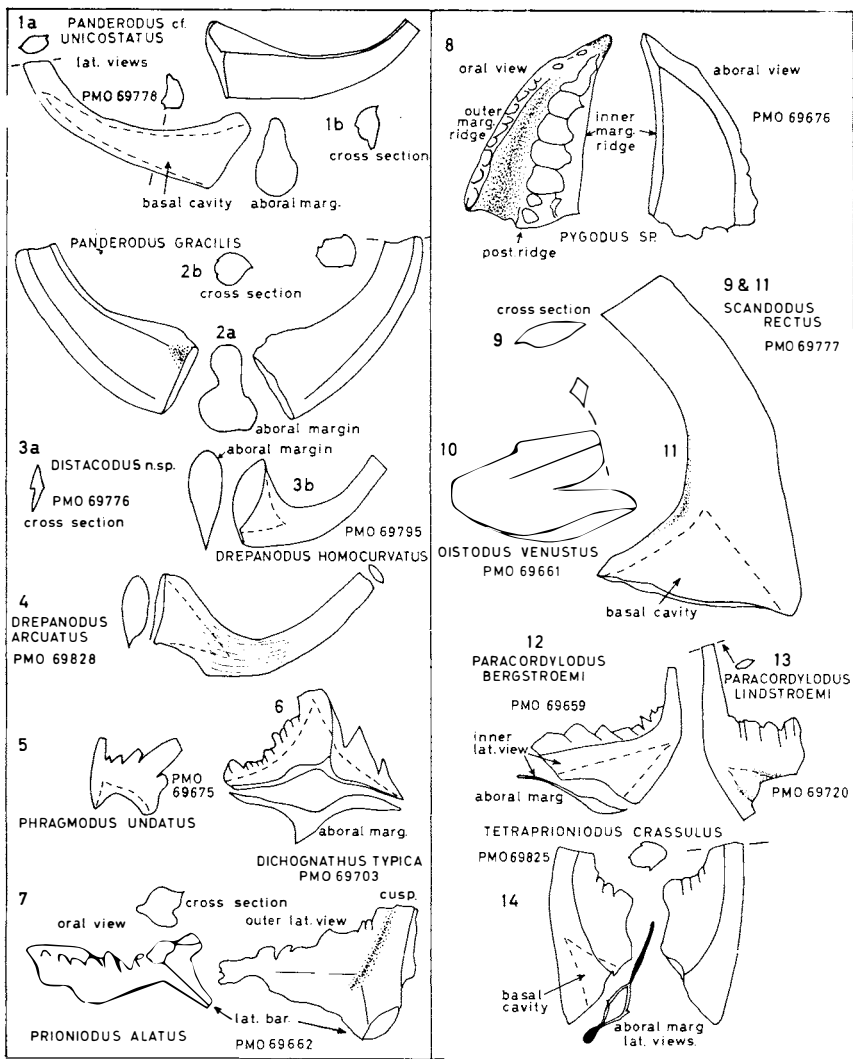 1a PANDERODUS cf.
UNICOSTATUS
lat. views
PMO 69778
1b
cross section
basal cavity
aboral marg.
PANDERODUS GRACILIS
2b
cross section
2a
aboral margin
3a
DISTACODUS n.sp.
PMO 69776
cross section
aboral margin
3b
PMO 69795
DREPANODUS HOMOCURVATUS
4
DREPANODUS
ARCUATUS
PMO 69828
5
PMO
69675
PHRAGMODUS UNDATUS
6
aboral marg.
DICHOGNATHUS TYPICA
PMO 69703
7
cross section
oral view
outer lat. view
cusp.
lat. bar.
PRIONIODUS ALATUS
PMO 69662
8
oral view
aboral view
outer
marg.
ridge
inner
marg.
ridge
PMO 69676
post. ridge
PYGODUS SP.
9 & 11
SCANDODUS
RECTUS
PMO 69777
cross section
9
10
11
OISTODUS VENUSTUS
PMO 69661
basal cavity
12
PARACORDYLODUS
BERGSTROEMI
PMO 69659
inner
lat. view
aboral marg
13
PARACORDYLODUS
LINDSTROEMI
PMO 69720
TETRAPRIONIODUS CRASSULUS
PMO 69825
14
basal
cavity
aboral marg
lat. views.